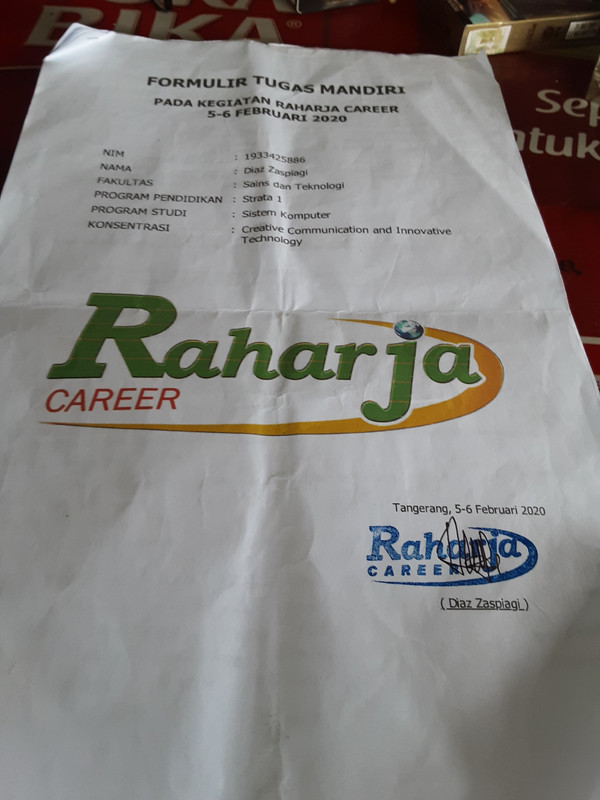 BIKA®
FORMULIR TUGAS MANDIRI
PADA KEGIATAN RAHARJA CAREER
5-6 FEBRUARI 2020
NIM : 1933425886
NAMA : Diaz Zaspiagi
FAKULTAS : Sains dan Teknologi
PROGRAM PENDIDIKAN : Strata 1
PROGRAM STUDI : Sistem Komputer
KONSENTRASI : Creative Communication and Innovative
Technology
Raharja
CAREER
Tangerang, 5-6 Februari 2020
Raharja
CAREER
( Diaz Zaspiagi )